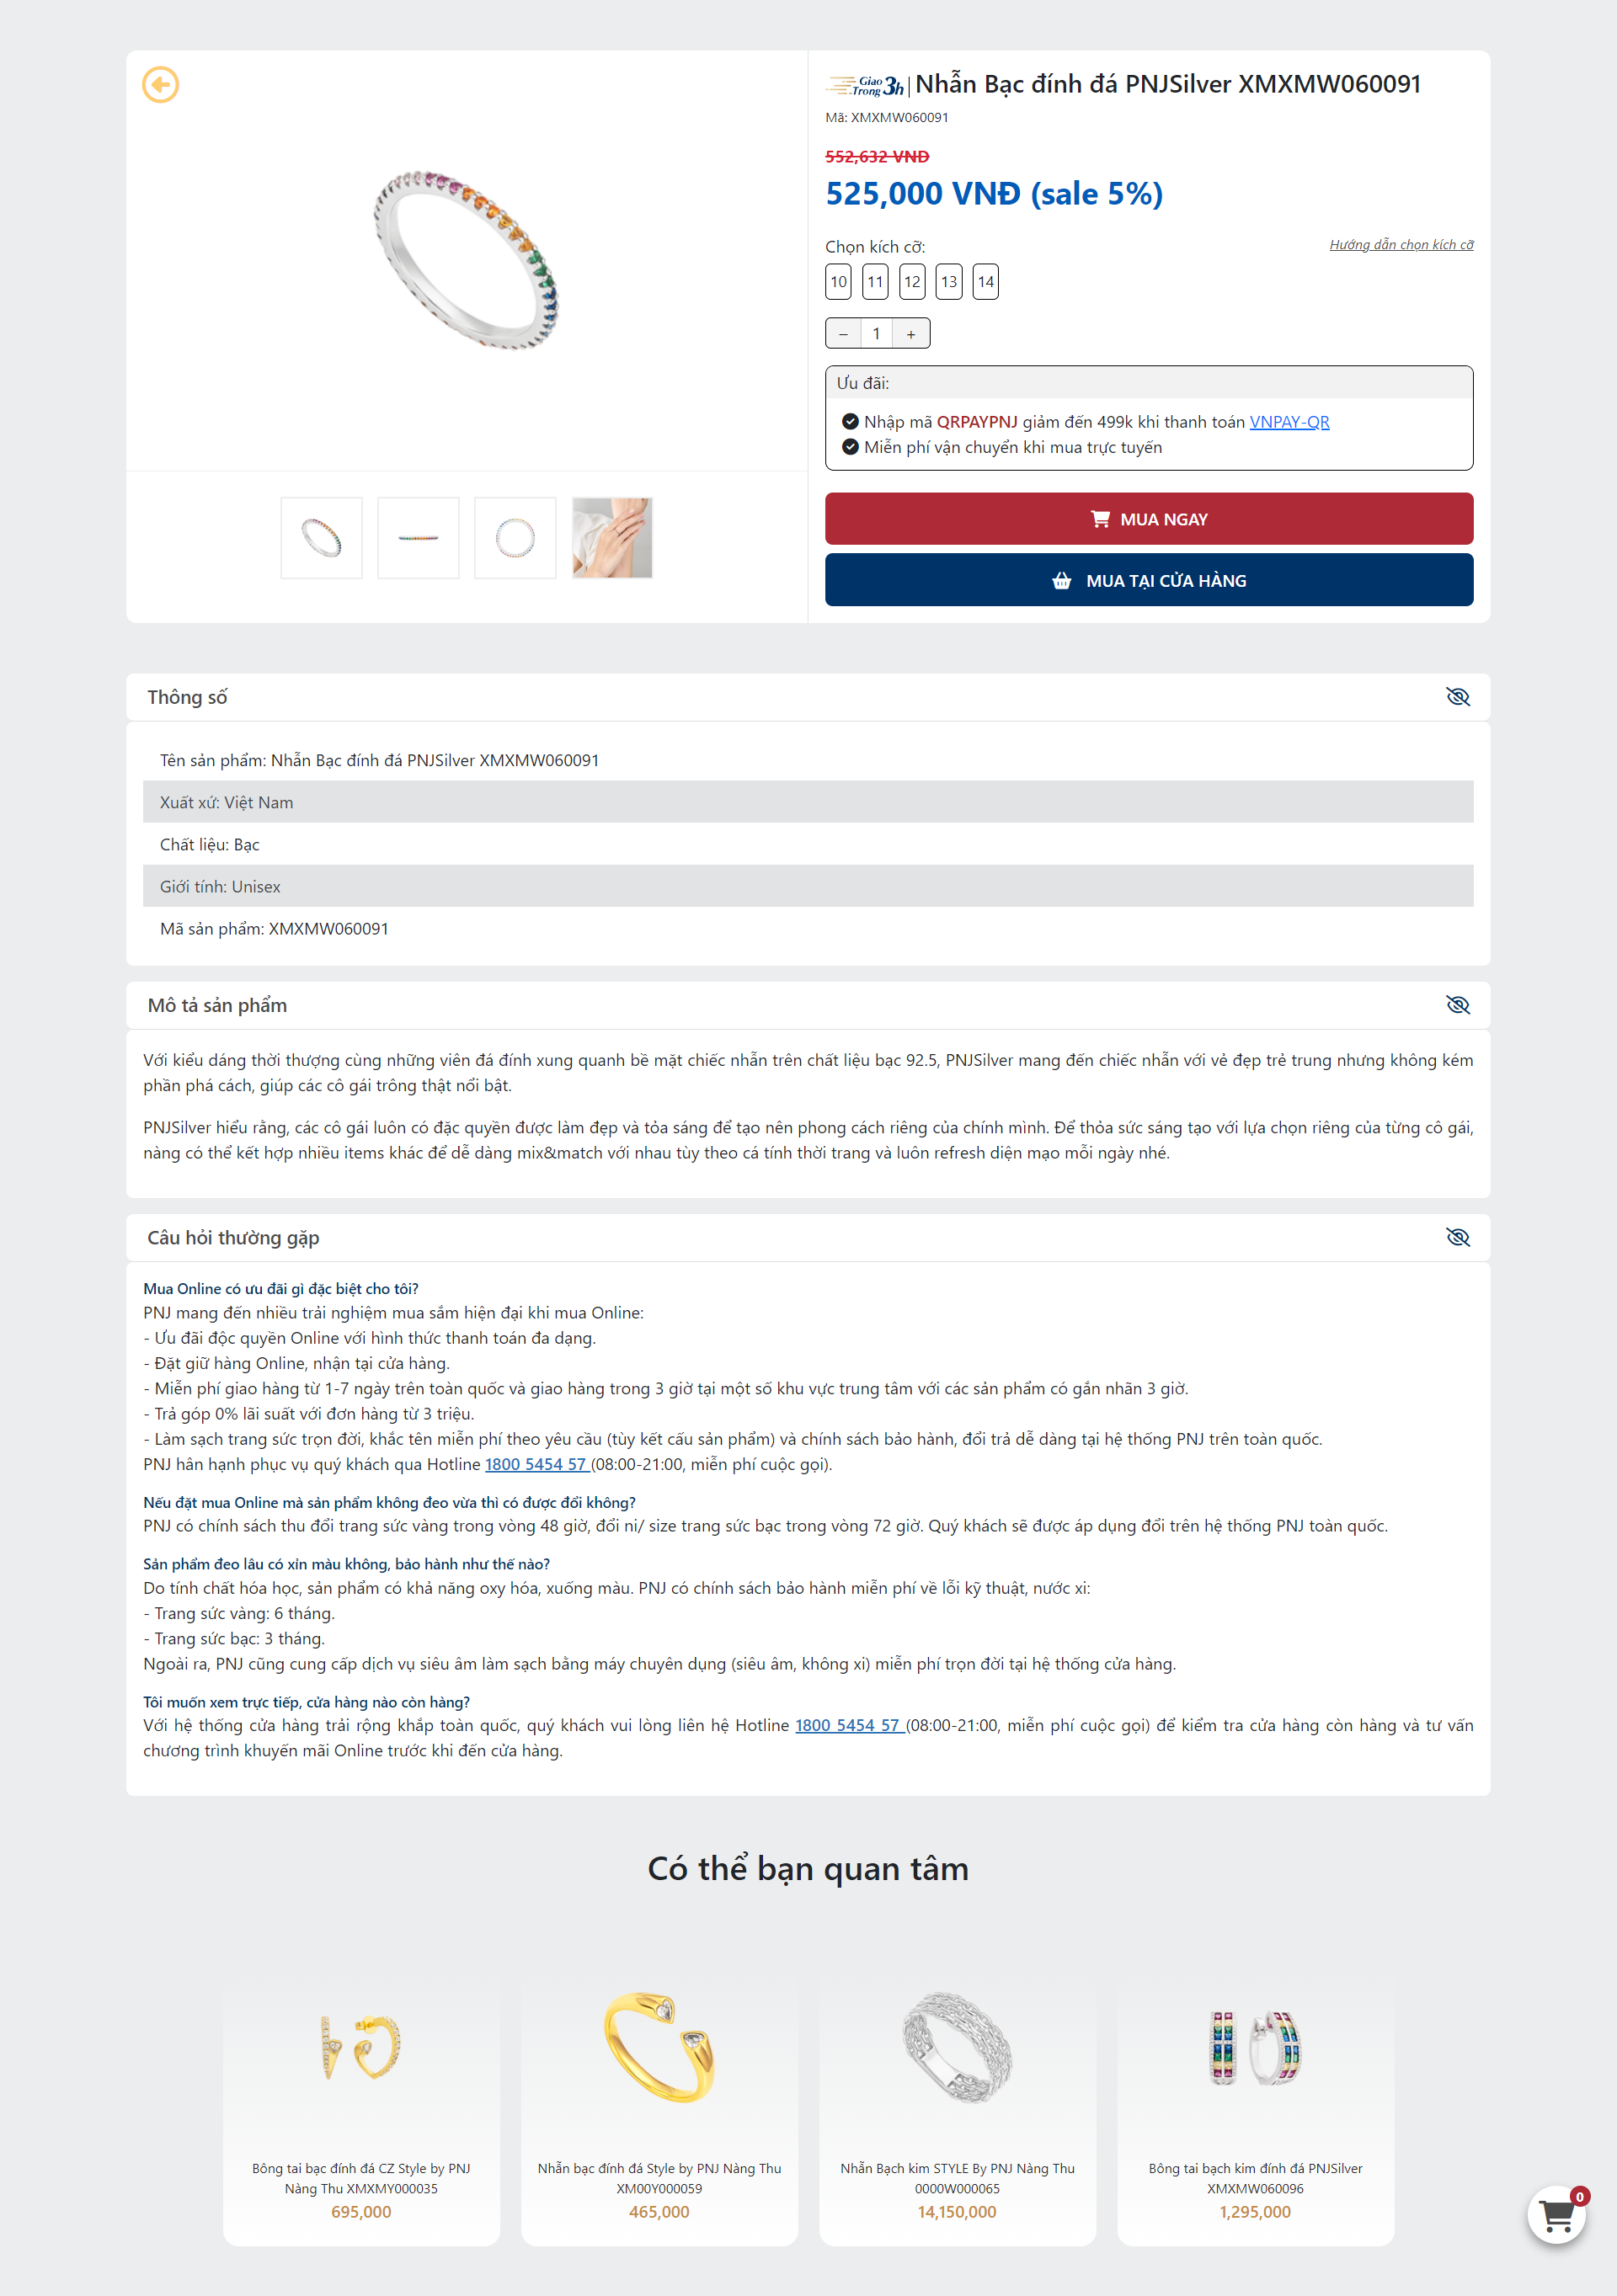 Giao Trong 3h | Nhẫn Bạc đính đá PNJSilver XMXMW060091
Mã: XMXMW060091
552,632 VNĐ
525,000 VNĐ (sale 5%)
Chọn kích cỡ:
Hướng dẫn chọn kích cỡ
10 11 12 13 14
− 1 +
Ưu đãi:
Nhập mã QRPAYPNJ giảm đến 499k khi thanh toán VNPAY-QR
Miễn phí vận chuyển khi mua trực tuyến
MUA NGAY
MUA TẠI CỬA HÀNG
Thông số
Tên sản phẩm: Nhẫn Bạc đính đá PNJSilver XMXMW060091
Xuất xứ: Việt Nam
Chất liệu: Bạc
Giới tính: Unisex
Mã sản phẩm: XMXMW060091
Mô tả sản phẩm
Với kiểu dáng thời thượng cùng những viên đá đính xung quanh bề mặt chiếc nhẫn trên chất liệu bạc 92.5, PNJSilver mang đến chiếc nhẫn với vẻ đẹp trẻ trung nhưng không kém
phần phá cách, giúp các cô gái trông thật nổi bật.
PNJSilver hiểu rằng, các cô gái luôn có đặc quyền được làm đẹp và tỏa sáng để tạo nên phong cách riêng của chính mình. Để thỏa sức sáng tạo với lựa chọn riêng của từng cô gái,
nàng có thể kết hợp nhiều items khác để dễ dàng mix&match với nhau tùy theo cá tính thời trang và luôn refresh diện mạo mỗi ngày nhé.
Câu hỏi thường gặp
Mua Online có ưu đãi gì đặc biệt cho tôi?
PNJ mang đến nhiều trải nghiệm mua sắm hiện đại khi mua Online:
- Ưu đãi độc quyền Online với hình thức thanh toán đa dạng.
- Đặt giữ hàng Online, nhận tại cửa hàng.
- Miễn phí giao hàng từ 1-7 ngày trên toàn quốc và giao hàng trong 3 giờ tại một số khu vực trung tâm với các sản phẩm có gắn nhãn 3 giờ.
- Trả góp 0% lãi suất với đơn hàng từ 3 triệu.
- Làm sạch trang sức trọn đời, khắc tên miễn phí theo yêu cầu (tùy kết cấu sản phẩm) và chính sách bảo hành, đổi trả dễ dàng tại hệ thống PNJ trên toàn quốc.
PNJ hân hạnh phục vụ quý khách qua Hotline 1800 5454 57 (08:00-21:00, miễn phí cuộc gọi).
Nếu đặt mua Online mà sản phẩm không đeo vừa thì có được đổi không?
PNJ có chính sách thu đổi trang sức vàng trong vòng 48 giờ, đổi ni/ size trang sức bạc trong vòng 72 giờ. Quý khách sẽ được áp dụng đổi trên hệ thống PNJ toàn quốc.
Sản phẩm đeo lâu có xỉn màu không, bảo hành như thế nào?
Do tính chất hóa học, sản phẩm có khả năng oxy hóa, xuống màu. PNJ có chính sách bảo hành miễn phí về lỗi kỹ thuật, nước xi:
- Trang sức vàng: 6 tháng.
- Trang sức bạc: 3 tháng.
Ngoài ra, PNJ cũng cung cấp dịch vụ siêu âm làm sạch bằng máy chuyên dụng (siêu âm, không xi) miễn phí trọn đời tại hệ thống cửa hàng.
Tôi muốn xem trực tiếp, cửa hàng nào còn hàng?
Với hệ thống cửa hàng trải rộng khắp toàn quốc, quý khách vui lòng liên hệ Hotline 1800 5454 57 (08:00-21:00, miễn phí cuộc gọi) để kiểm tra cửa hàng còn hàng và tư vấn
chương trình khuyến mãi Online trước khi đến cửa hàng.
Có thể bạn quan tâm
Bông tai bạc đính đá CZ Style by PNJ
Nàng Thu XMXMY000035
695,000
Nhẫn bạc đính đá Style by PNJ Nàng Thu
XM00Y000059
465,000
Nhẫn Bạch kim STYLE By PNJ Nàng Thu
0000W000065
14,150,000
Bông tai bạch kim đính đá PNJSilver
XMXMW060096
1,295,000
0